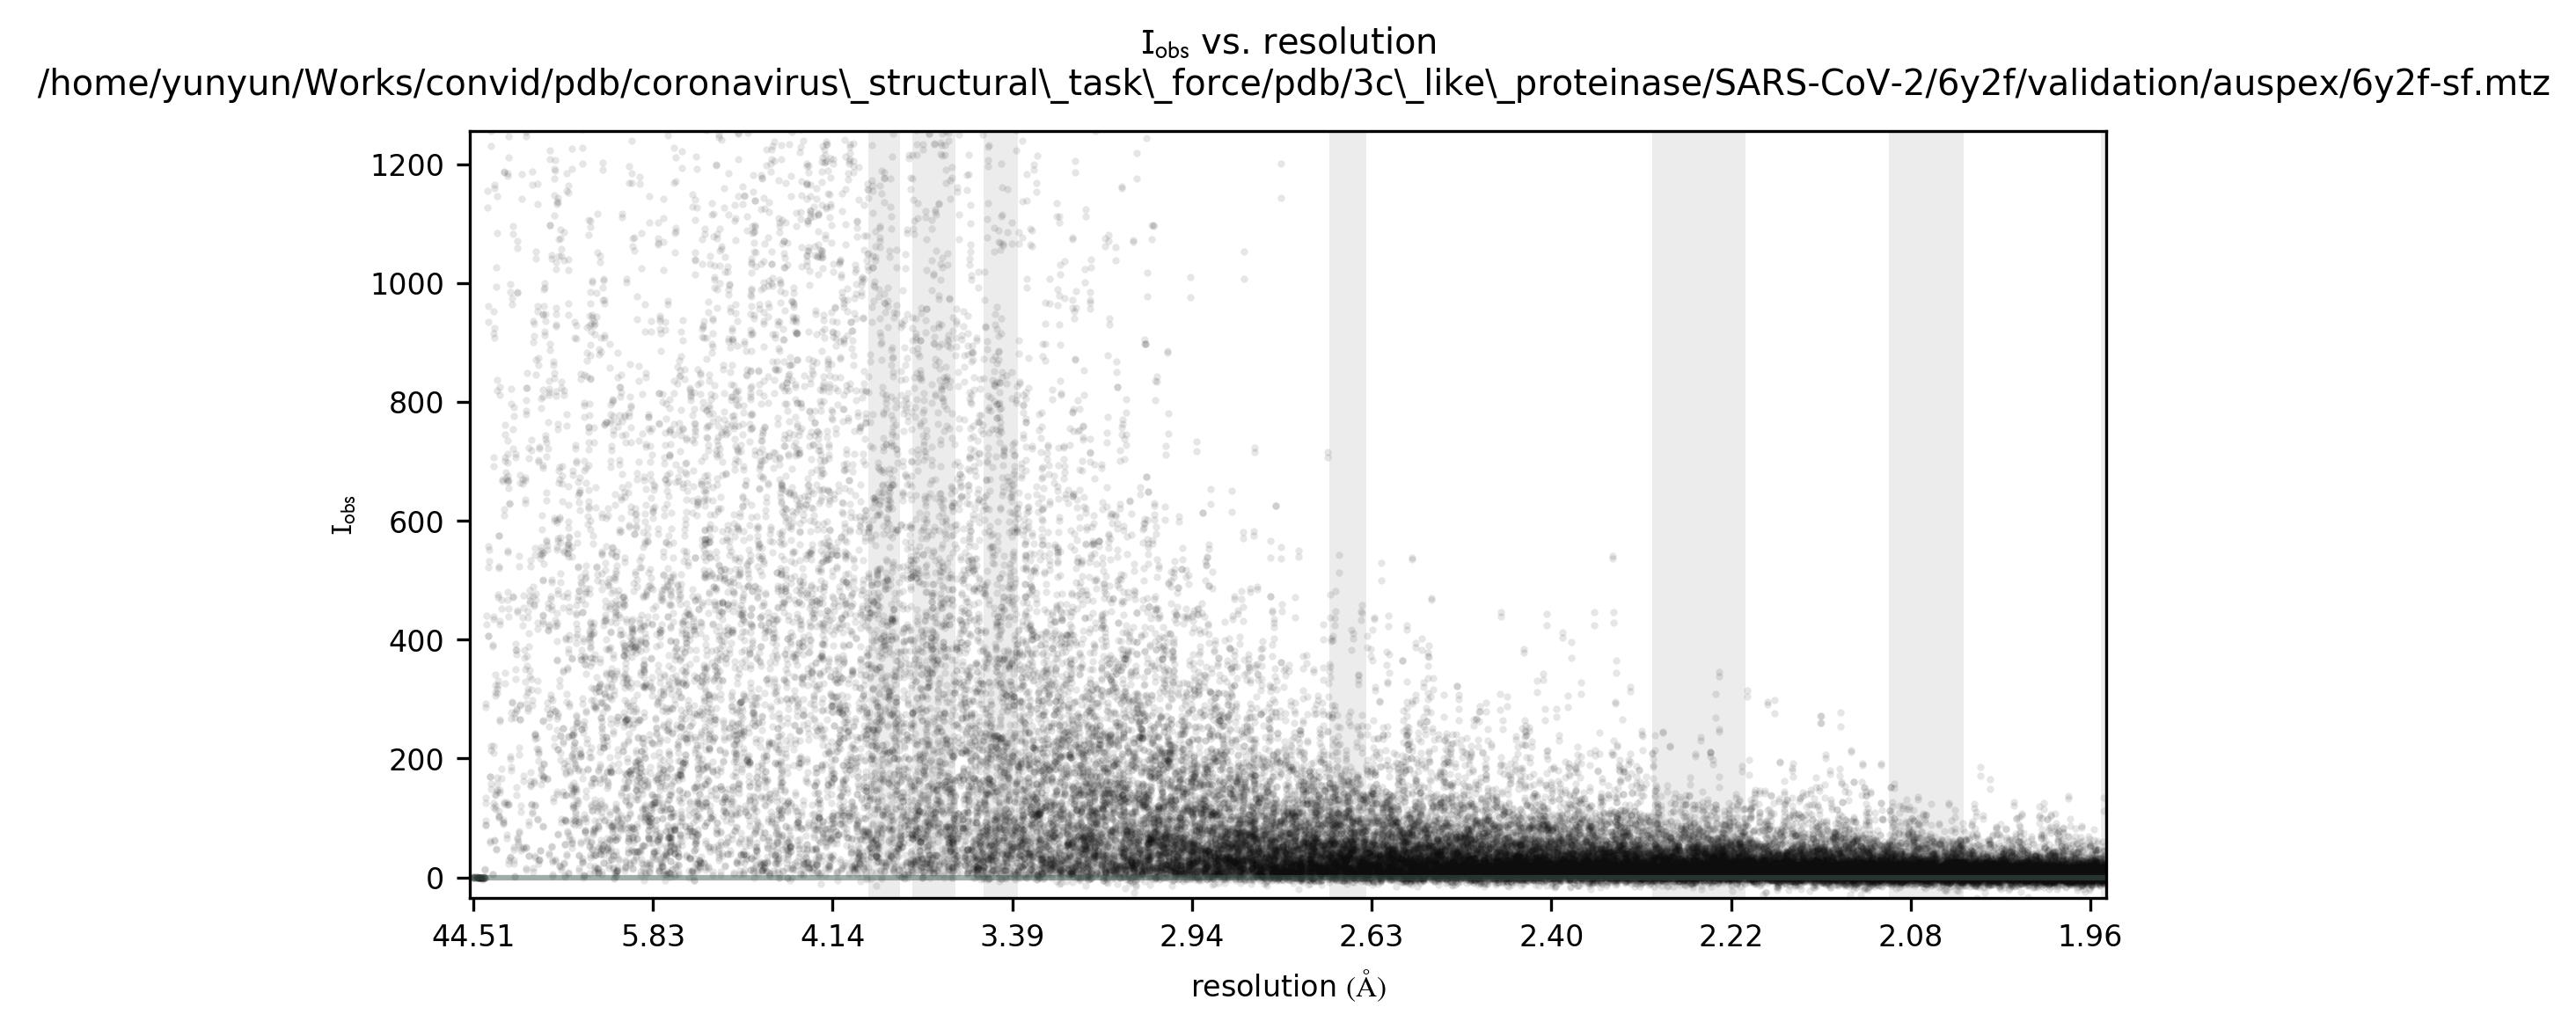 I_obs vs. resolution
/home/yunyun/Works/convid/pdb/coronavirus\_structural\_task\_force/pdb/3c\_like\_proteinase/SARS-CoV-2/6y2f/validation/auspex/6y2f-sf.mtz
1200
1000
800
600
400
200
0
I_obs
44.51 5.83 4.14 3.39 2.94 2.63 2.40 2.22 2.08 1.96
resolution (Å)